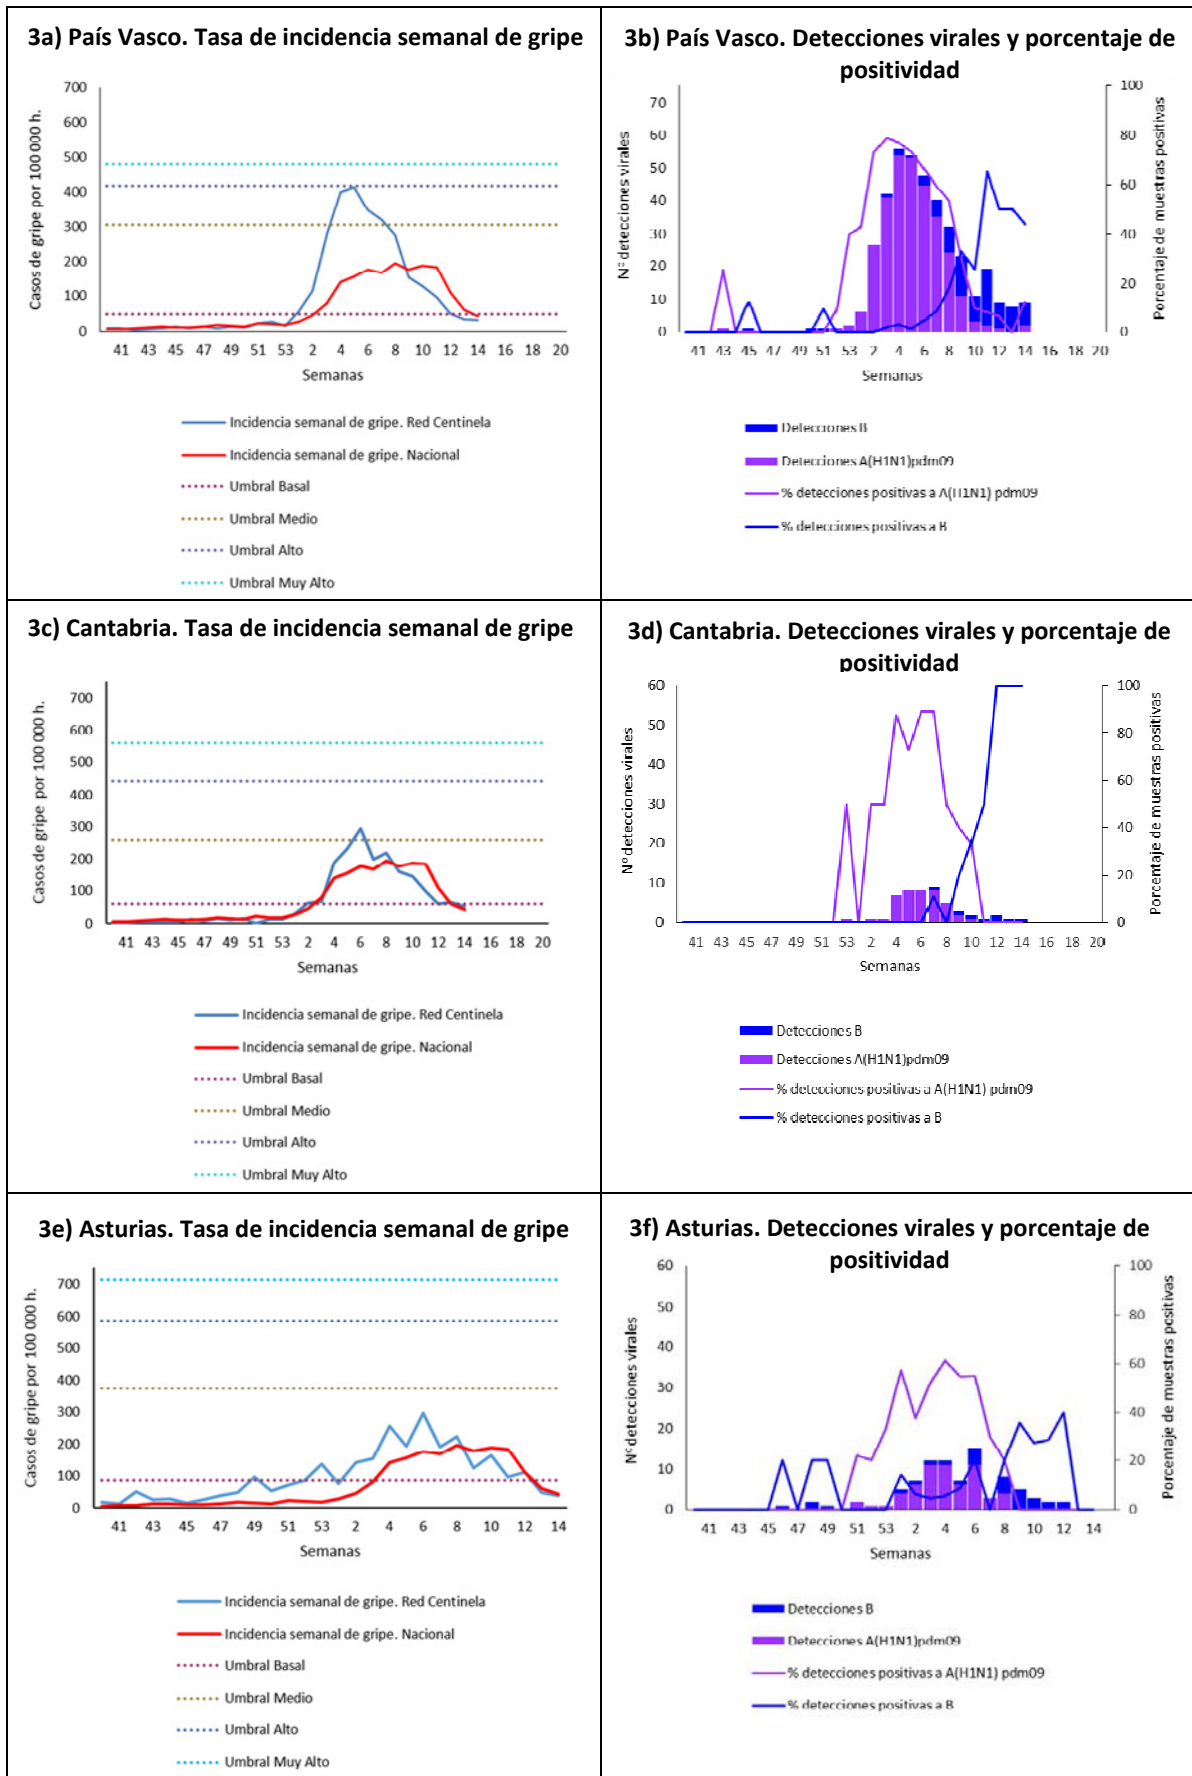 3a) País Vasco. Tasa de incidencia semanal de gripe
Casos de gripe por 100 000 h.
700
600
500
400
300
200
100
0
41 43 45 47 49 51 53 2 4 6 8 10 12 14 16 18 20
Semanas
Incidencia semanal de gripe. Red Centinela
Incidencia semanal de gripe. Nacional
Umbral Basal
Umbral Medio
Umbral Alto
Umbral Muy Alto
3b) País Vasco. Detecciones virales y porcentaje de
positividad
Nº detecciones virales
70
60
50
40
30
20
10
0
100
80
60
40
20
0
Porcentaje de muestras positivas
41 43 45 47 49 51 53 2 4 6 8 10 12 14 16 18 20
Semanas
Detecciones B
Detecciones A(H1N1)pdm09
% detecciones positivas a A(H1N1) pdm09
% detecciones positivas a B
3c) Cantabria. Tasa de incidencia semanal de gripe
Casos de gripe por 100 000 h.
700
600
500
400
300
200
100
0
41 43 45 47 49 51 53 2 4 6 8 10 12 14 16 18 20
Semanas
Incidencia semanal de gripe. Red Centinela
Incidencia semanal de gripe. Nacional
Umbral Basal
Umbral Medio
Umbral Alto
Umbral Muy Alto
3d) Cantabria. Detecciones virales y porcentaje de
positividad
Nº detecciones virales
60
50
40
30
20
10
0
100
80
60
40
20
0
Porcentaje de muestras positivas
41 43 45 47 49 51 53 2 4 6 8 10 12 14 16 18 20
Semanas
Detecciones B
Detecciones A(H1N1)pdm09
% detecciones positivas a A(H1N1) pdm09
% detecciones positivas a B
3e) Asturias. Tasa de incidencia semanal de gripe
Casos de gripe por 100 000 h.
700
600
500
400
300
200
100
0
41 43 45 47 49 51 53 2 4 6 8 10 12 14
Semanas
Incidencia semanal de gripe. Red Centinela
Incidencia semanal de gripe. Nacional
Umbral Basal
Umbral Medio
Umbral Alto
Umbral Muy Alto
3f) Asturias. Detecciones virales y porcentaje de
positividad
Nº detecciones virales
60
50
40
30
20
10
0
100
80
60
40
20
0
Porcentaje de muestras positivas
41 43 45 47 49 51 53 2 4 6 8 10 12 14
Semanas
Detecciones B
Detecciones A(H1N1)pdm09
% detecciones positivas a A(H1N1) pdm09
% detecciones positivas a B